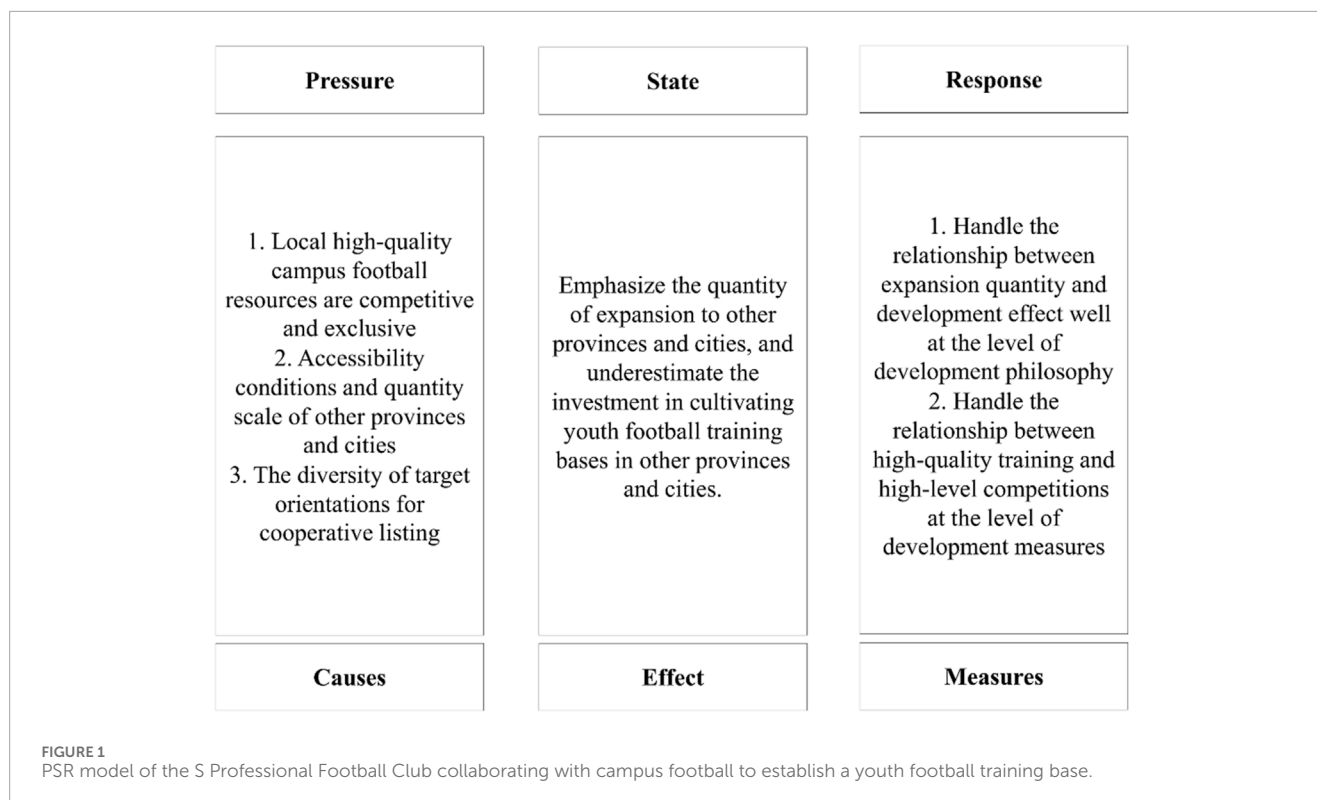 Pressure
State
Response
1. Local high-quality
campus football
resources are competitive
and exclusive
2. Accessibility
conditions and quantity
scale of other provinces
and cities
3. The diversity of target
orientations for
cooperative listing
Emphasize the quantity
of expansion to other
provinces and cities, and
underestimate the
investment in cultivating
youth football training
bases in other provinces
and cities.
1. Handle the
relationship between
expansion quantity and
development effect well
at the level of
development philosophy
2. Handle the
relationship between
high-quality training and
high-level competitions
at the level of
development measures
Causes
Effect
Measures
FIGURE 1
PSR model of the S Professional Football Club collaborating with campus football to establish a youth football training base.